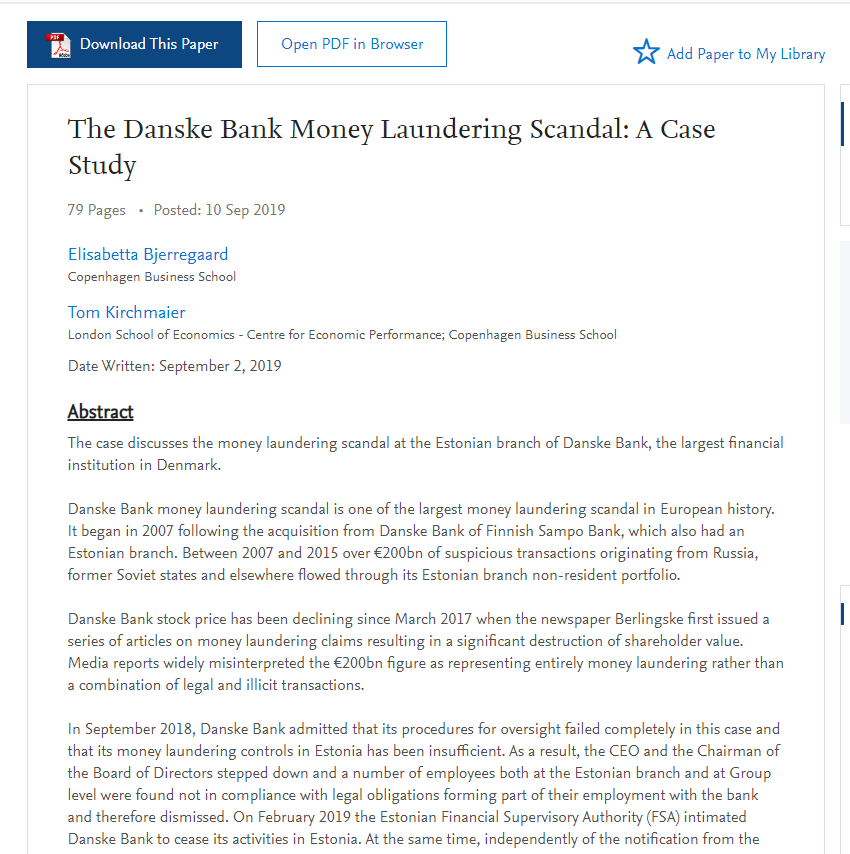 Download This Paper
Open PDF in Browser
Add Paper to My Library
The Danske Bank Money Laundering Scandal: A Case
Study
79 Pages • Posted: 10 Sep 2019
Elisabetta Bjerregaard
Copenhagen Business School
Tom Kirchmaier
London School of Economics - Centre for Economic Performance; Copenhagen Business School
Date Written: September 2, 2019
Abstract
The case discusses the money laundering scandal at the Estonian branch of Danske Bank, the largest financial
institution in Denmark.
Danske Bank money laundering scandal is one of the largest money laundering scandal in European history.
It began in 2007 following the acquisition from Danske Bank of Finnish Sampo Bank, which also had an
Estonian branch. Between 2007 and 2015 over €200bn of suspicious transactions originating from Russia,
former Soviet states and elsewhere flowed through its Estonian branch non-resident portfolio.
Danske Bank stock price has been declining since March 2017 when the newspaper Berlingske first issued a
series of articles on money laundering claims resulting in a significant destruction of shareholder value.
Media reports widely misinterpreted the €200bn figure as representing entirely money laundering rather than
a combination of legal and illicit transactions.
In September 2018, Danske Bank admitted that its procedures for oversight failed completely in this case and
that its money laundering controls in Estonia has been insufficient. As a result, the CEO and the Chairman of
the Board of Directors stepped down and a number of employees both at the Estonian branch and at Group
level were found not in compliance with legal obligations forming part of their employment with the bank
and therefore dismissed. On February 2019 the Estonian Financial Supervisory Authority (FSA) intimated
Danske Bank to cease its activities in Estonia. At the same time, independently of the notification from the